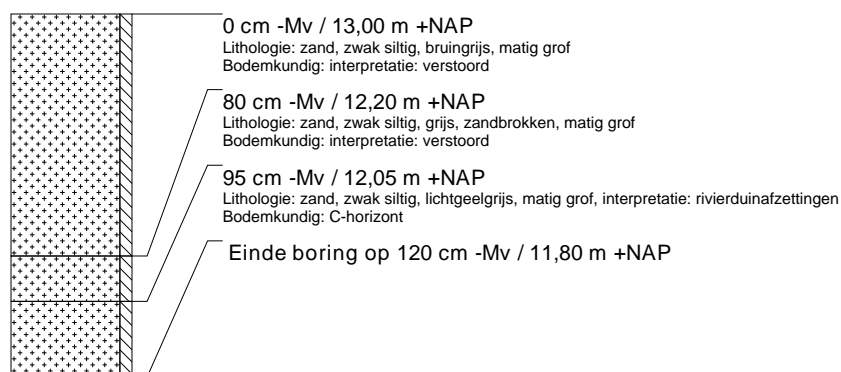 0 cm -Mv / 13,00 m +NAP
Lithologie: zand, zwak siltig, bruingrijs, matig grof
Bodemkundig: interpretatie: verstoord
80 cm -Mv / 12,20 m +NAP
Lithologie: zand, zwak siltig, grijs, zandbrokken, matig grof
Bodemkundig: interpretatie: verstoord
95 cm -Mv / 12,05 m +NAP
Lithologie: zand, zwak siltig, lichtgeelgrijs, matig grof, interpretatie: rivierduinafzettingen
Bodemkundig: C-horizont
Einde boring op 120 cm -Mv / 11,80 m +NAP